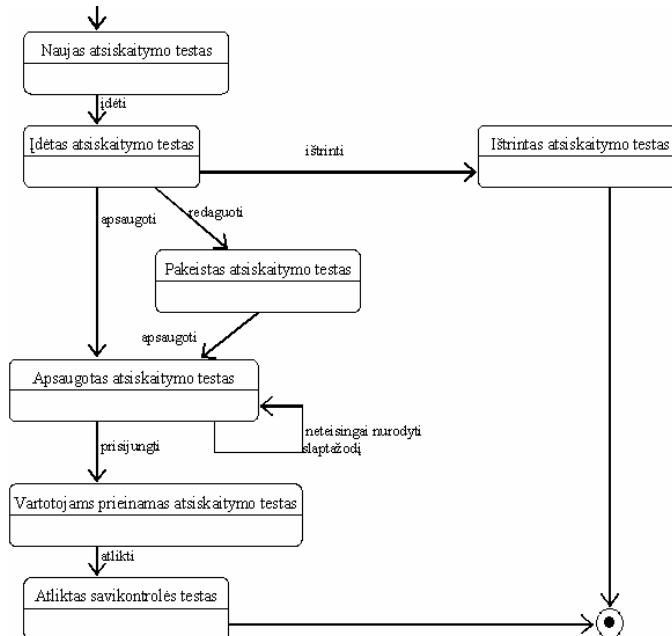 Naujas atsiskaitymo testas
įdėti
Įdėtas atsiskaitymo testas
ištrinti
Ištrintas atsiskaitymo testas
apsaugoti
redaguoti
Pakeistas atsiskaitymo testas
apsaugoti
Apsaugotas atsiskaitymo testas
neteisingai nurodyti
slaptažodį
prisijungti
Vartotojams prieinamas atsiskaitymo testas
atlikti
Atliktas savikontrolės testas